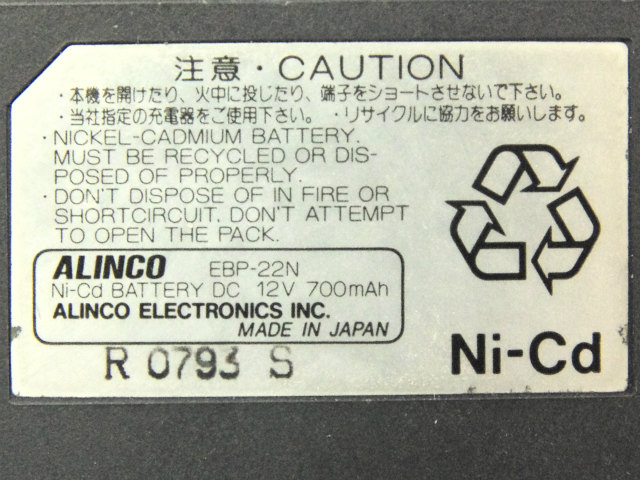 注意・CAUTION
・本機を開けたり、火中に投じたり、端子をショートさせないで下さい。
・当社指定の充電器をご使用下さい。・リサイクルに協力をお願いします。
・NICKEL-CADMIUM BATTERY.
MUST BE RECYCLED OR DIS-
POSED OF PROPERLY.
・DON'T DISPOSE OF IN FIRE OR
SHORTCIRCUIT. DON'T ATTEMPT
TO OPEN THE PACK.
ALINCO EBP-22N
Ni-Cd BATTERY DC 12V 700mAh
ALINCO ELECTRONICS INC.
MADE IN JAPAN
R 0793 S
Ni-Cd